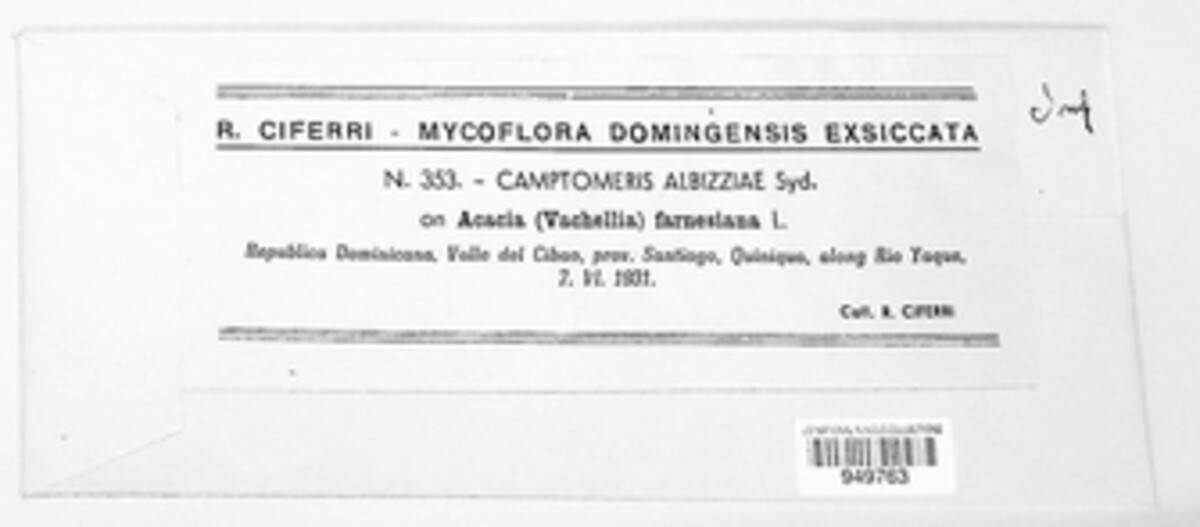 R. CIFERRI - MYCOFLORA DOMINGENSIS EXSICCATA
N. 353. - CAMPTOMERIS ALBIZZIAE Syd.
on Acacia (Vachellia) farnesiana L.
Republica Dominicana, Valle del Cibao, prov. Santiago, Quinigua, along Rio Yaque,
7. VI. 1931.
Coll. R. CIFERRI
949763